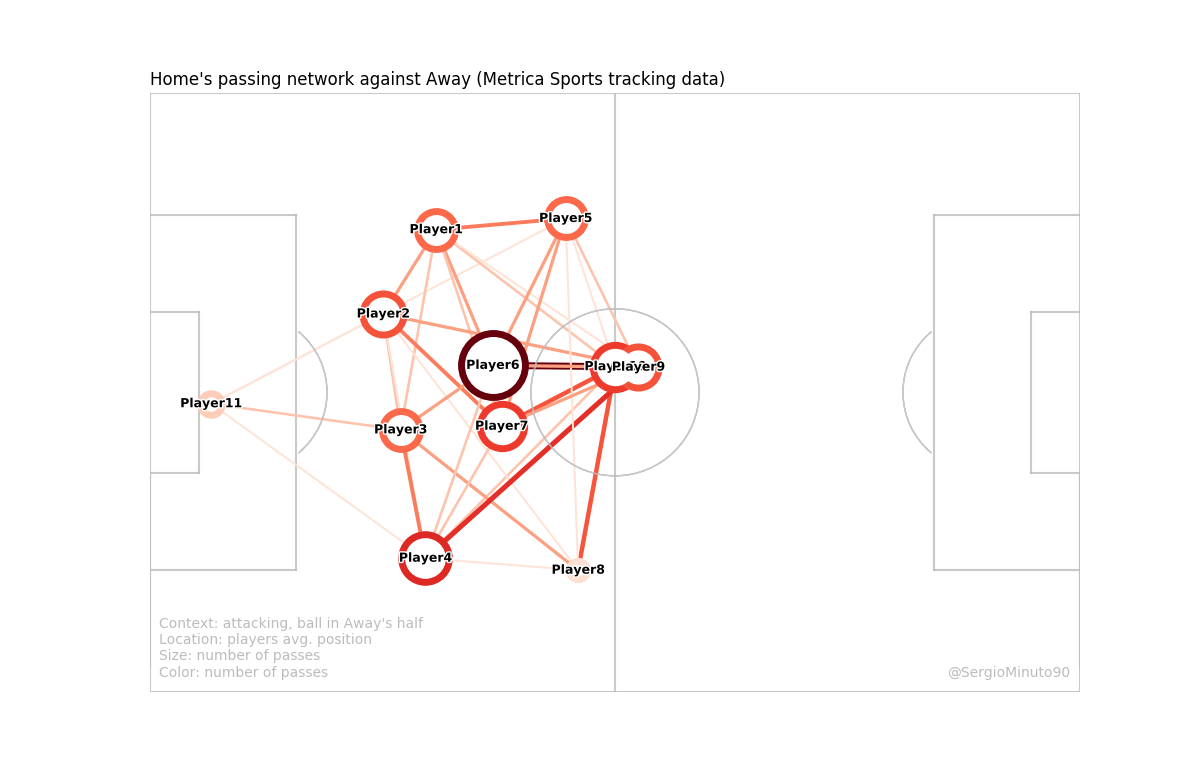 Home's passing network against Away (Metrica Sports tracking data)
Player5
Player1
Player2
Player6
Player9
Player11
Player7
Player3
Player4
Player8
Context: attacking, ball in Away's half
Location: players avg. position
Size: number of passes
Color: number of passes
@SergioMinuto90